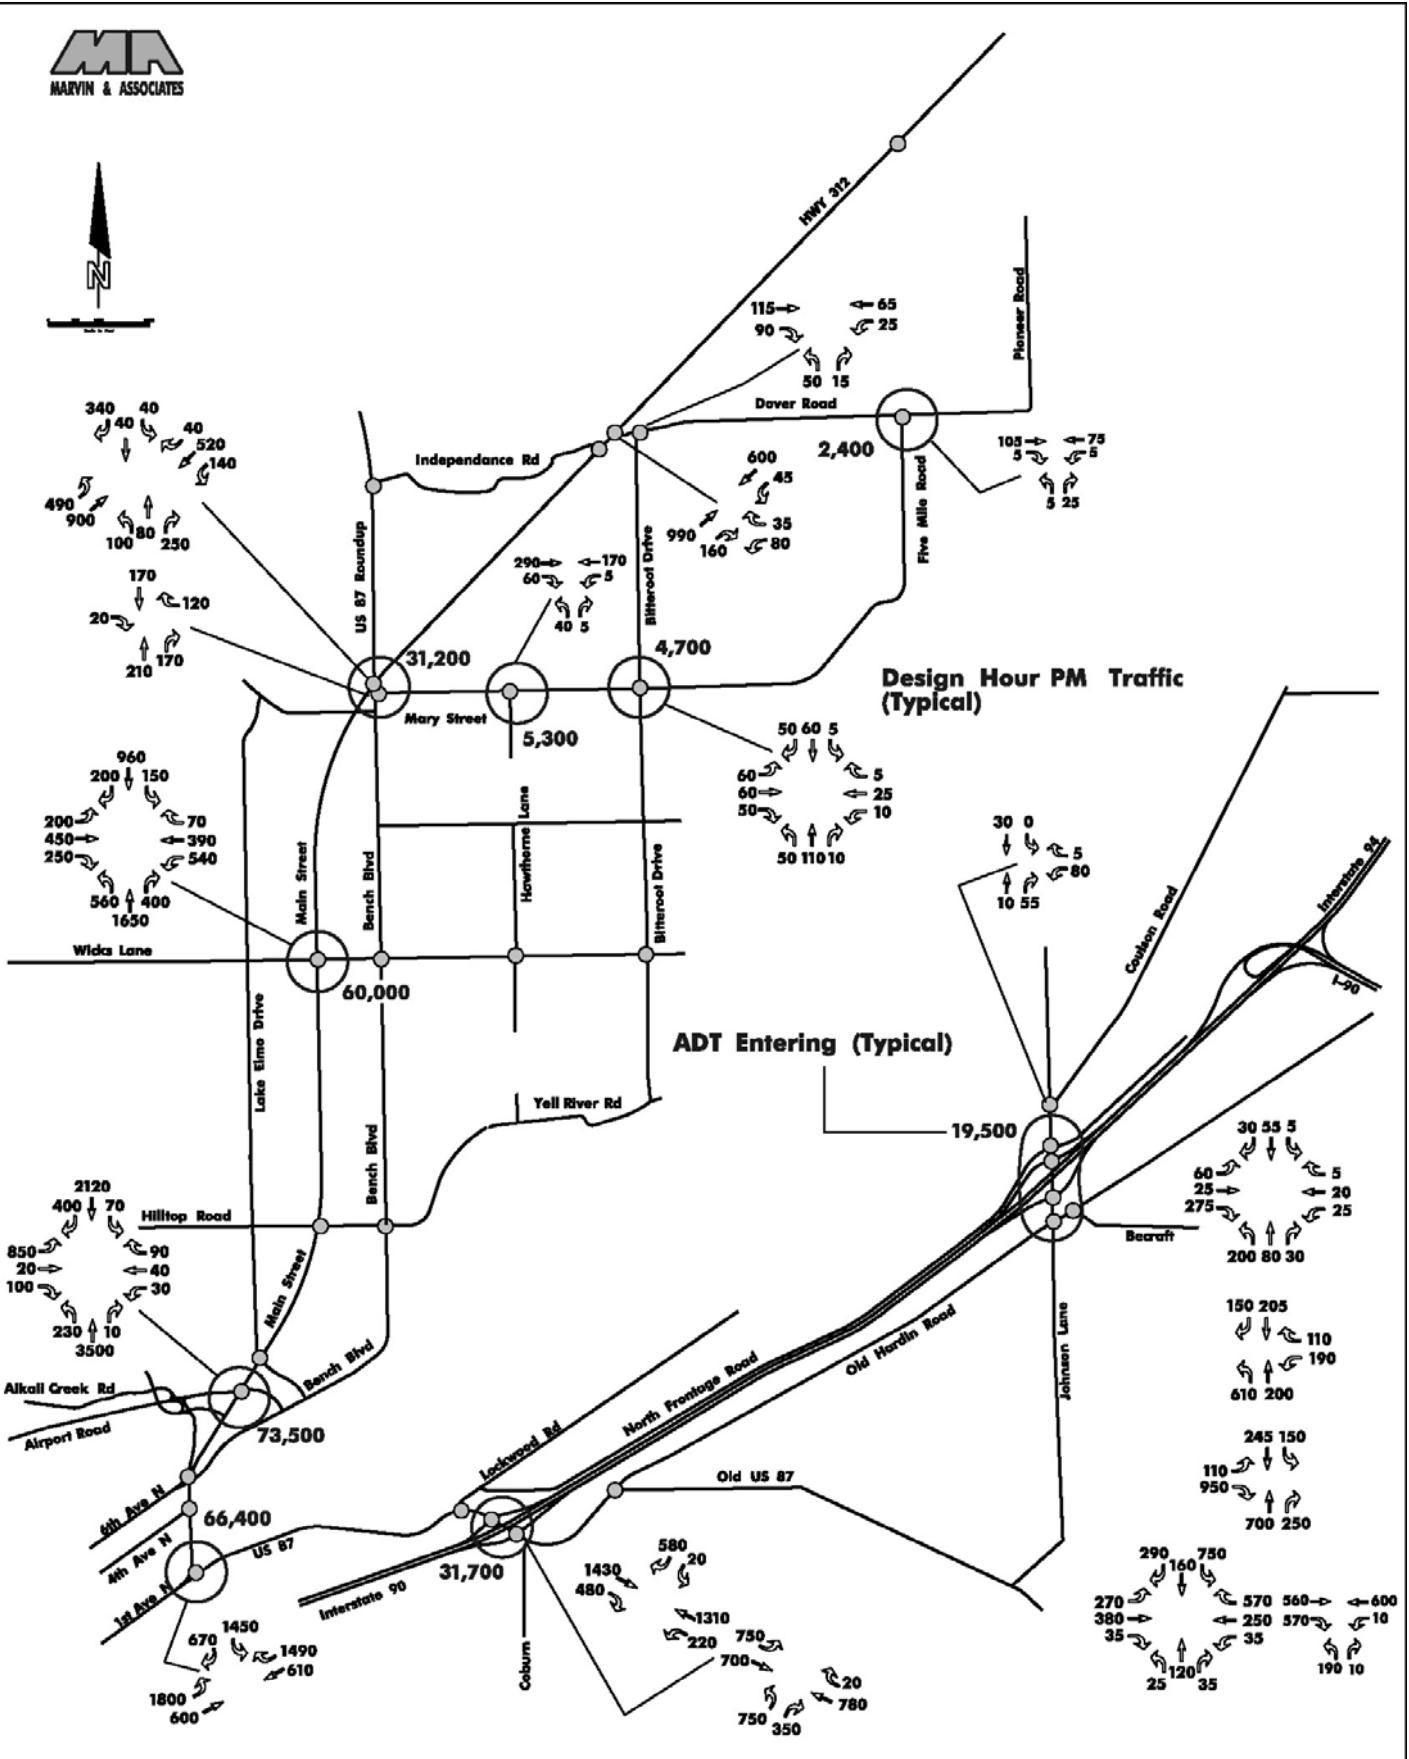 MARVIN & ASSOCIATES
N
HWY 312
Pioneer Road
115 65
90 25
50 15
Dover Road
2,400
105 75
5 5
5 25
340 40
40
40
520
140
490
900
100 80 250
Independance Rd
600
45
990
35
160
80
Five Mile Road
US 87 Roundup
Bitteroot Drive
290 170
60 5
40 5
170
120
20
210 170
31,200
4,700
Mary Street
5,300
Design Hour PM Traffic
(Typical)
50 60 5
60 5
60 25
50 10
50 110 10
960
200 150
200 70
450 390
250 540
560 400
1650
Main Street
Bench Blvd
Hawthorne Lane
Bitteroot Drive
30 0
5
80
10 55
Coulson Road
Interstate 94
I-90
Wicks Lane
60,000
Lake Elmo Drive
ADT Entering (Typical)
19,500
Yell River Rd
Bench Blvd
30 55 5
60 5
25 20
275 25
200 80 30
2120
400 70
850 90
20 40
100 30
230 10
3500
Hilltop Road
Main Street
Becraft
150 205
110
190
610 200
Johnson Lane
Old Hardin Road
North Frontage Road
Bench Blvd
Alkali Creek Rd
Airport Road
73,500
Lockwood Rd
245 150
110
950
700 250
Old US 87
6th Ave N
4th Ave N
1st Ave N
66,400
US 87
31,700
Interstate 90
Coburn
580
1430 20
480
1310
220
750
700
20
780
750
350
290 160 750
270 570
380 250
35 35
25 120 35
560 600
570 10
190 10
670 1450
1490
610
1800
600